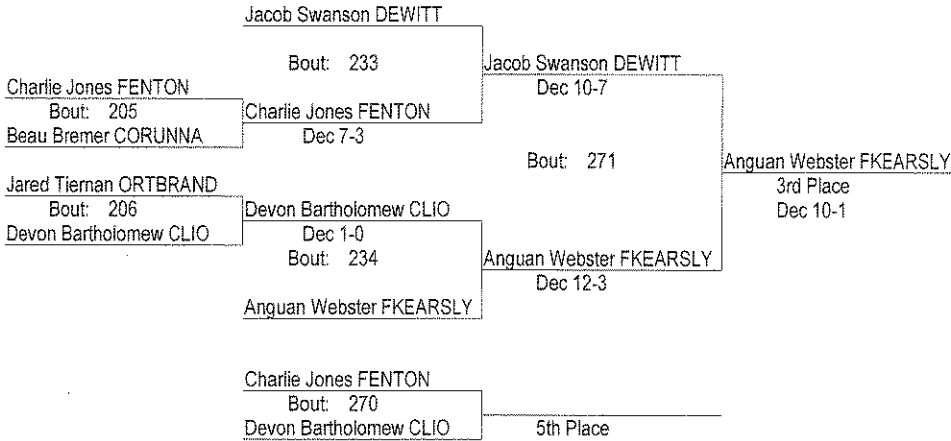 Jacob Swanson DEWITT
Bout: 233
Jacob Swanson DEWITT
Dec 10-7
Charlie Jones FENTON
Bout: 205
Beau Bremer CORUNNA
Charlie Jones FENTON
Dec 7-3
Bout: 271
Anguan Webster FKEARSLY
3rd Place
Dec 10-1
Jared Tiernan ORTBRAND
Bout: 206
Devon Bartholomew CLIO
Devon Bartholomew CLIO
Dec 1-0
Bout: 234
Anguan Webster FKEARSLY
Dec 12-3
Anguan Webster FKEARSLY
Charlie Jones FENTON
Bout: 270
Devon Bartholomew CLIO
5th Place